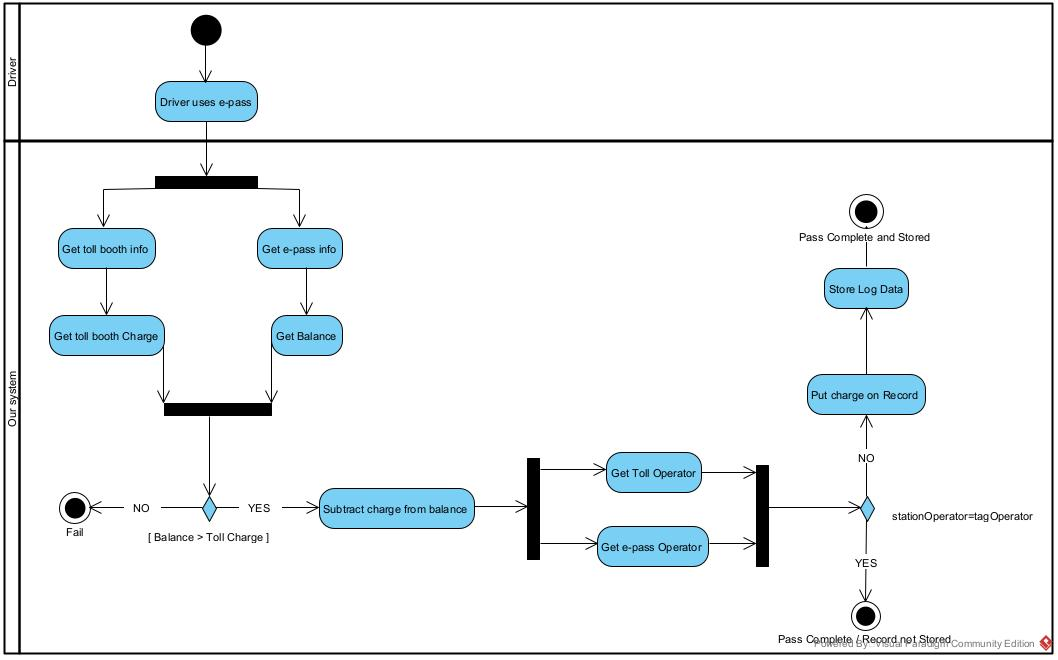 Driver
Driver uses e-pass
Our system
Get toll booth info
Get e-pass info
Pass Complete and Stored
Store Log Data
Get toll booth Charge
Get Balance
Put charge on Record
NO
Get Toll Operator
NO
YES
Subtract charge from balance
stationOperator=tagOperator
Fail
[ Balance > Toll Charge ]
Get e-pass Operator
YES
Pass Complete / Record not Stored
Powered By: Visual Paradigm Community Edition